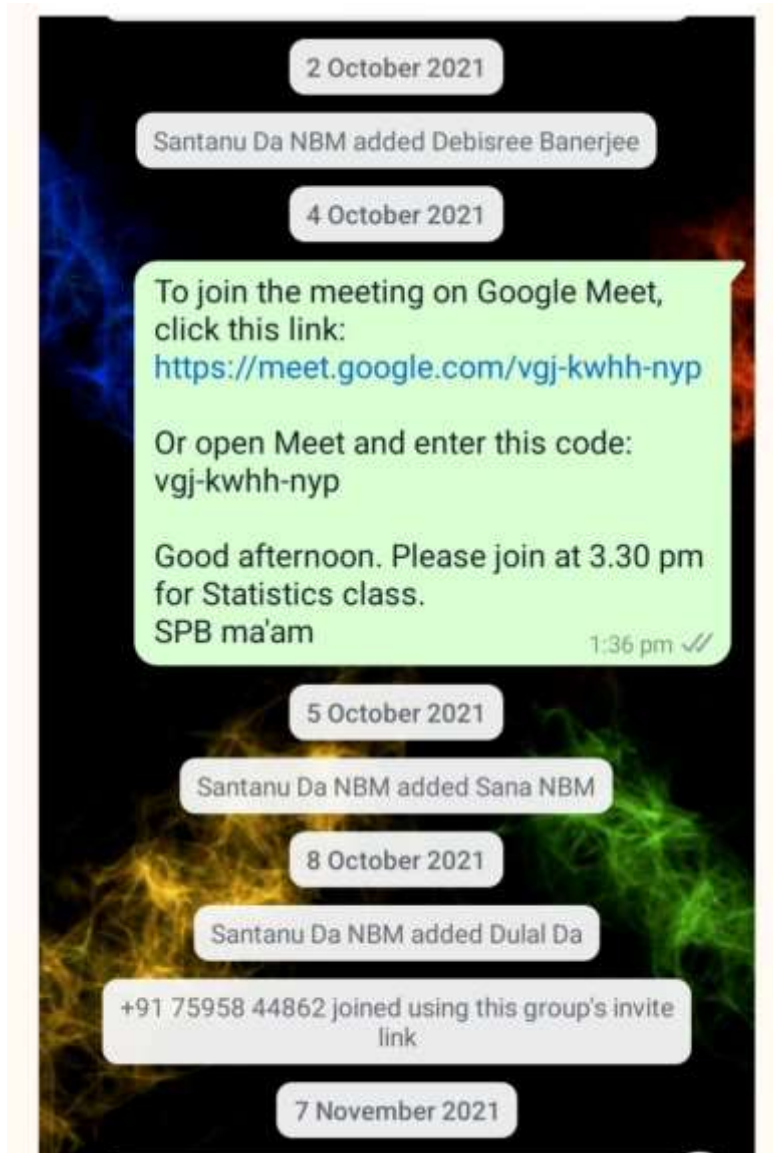 2 October 2021
Santanu Da NBM added Debisree Banerjee
4 October 2021
To join the meeting on Google Meet,
click this link:
https://meet.google.com/vgj-kwhh-nyp
Or open Meet and enter this code:
vgj-kwhh-nyp
Good afternoon. Please join at 3.30 pm
for Statistics class.
SPB ma'am
1:36 pm
5 October 2021
Santanu Da NBM added Sana NBM
8 October 2021
Santanu Da NBM added Dulal Da
+91 75958 44862 joined using this group's invite
link
7 November 2021